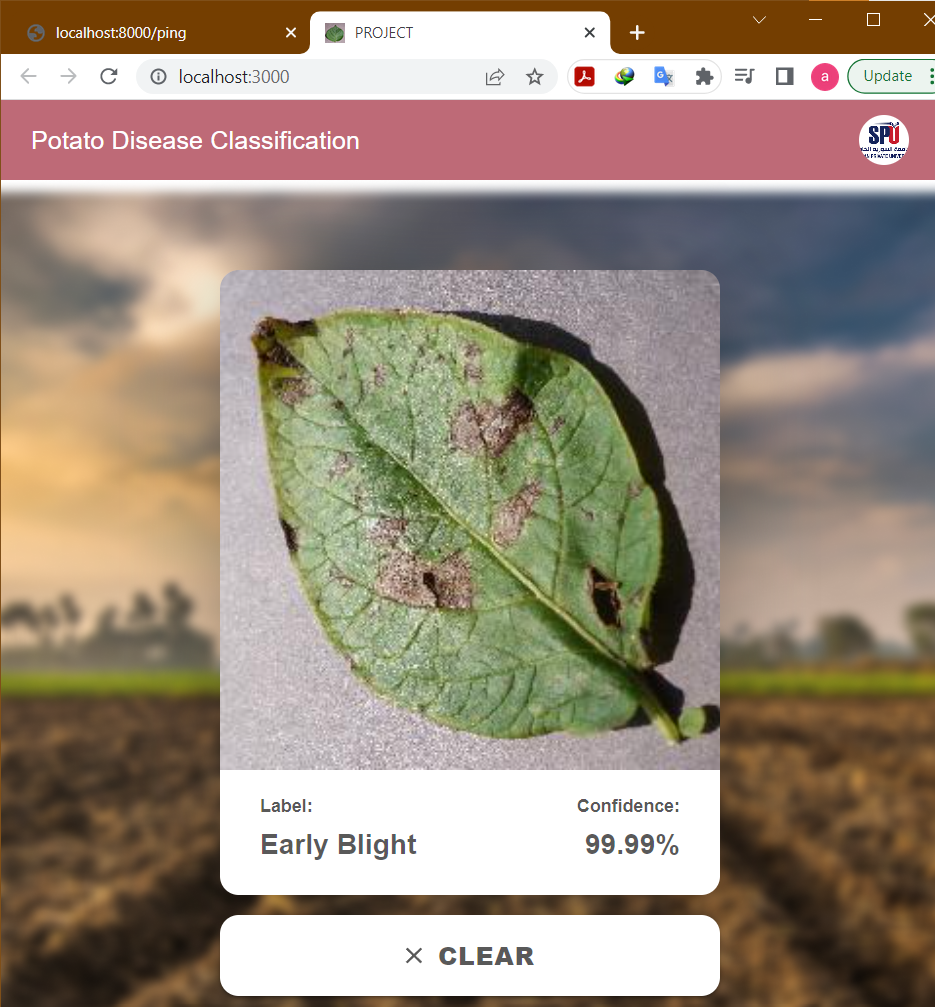 localhost:8000/ping
PROJECT
localhost:3000
a
Update
Potato Disease Classification
SPU
Label:
Confidence:
Early Blight
99.99%
CLEAR